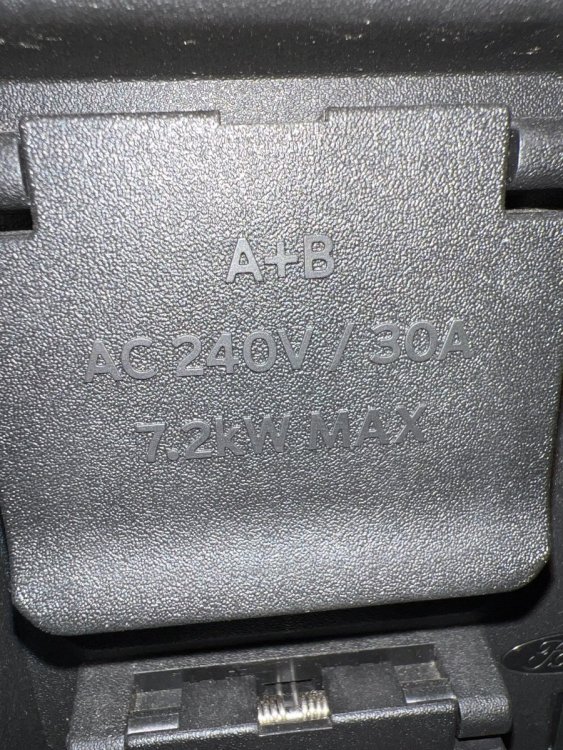 A+B
AC 240V / 30A
7.2kW MAX